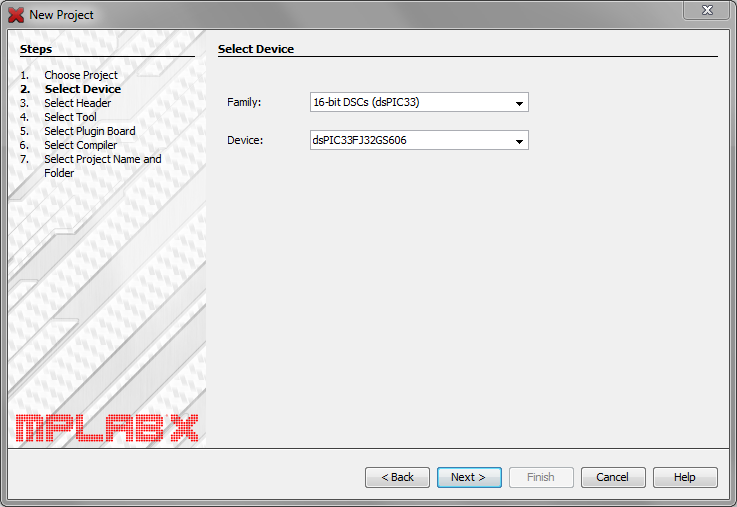 New Project
Steps
1. Choose Project
2. Select Device
3. Select Header
4. Select Tool
5. Select Plugin Board
6. Select Compiler
7. Select Project Name and
Folder
Select Device
Family: 16-bit DSCs (dsPIC33)
Device: dsPIC33FJ32GS606
MPLAB X
< Back Next > Finish Cancel Help